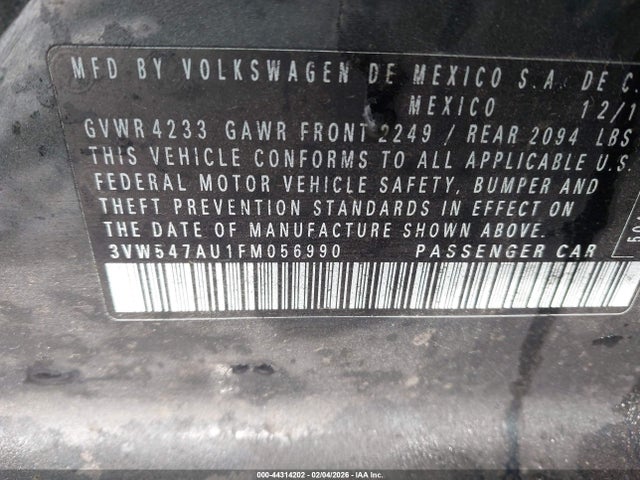 MFD BY VOLKSWAGEN DE MEXICO S.A. DE C.
MEXICO 12/1
GVWR 4233 GAWR FRONT 2249 / REAR 2094 LBS
THIS VEHICLE CONFORMS TO ALL APPLICABLE U.S.
FEDERAL MOTOR VEHICLE SAFETY, BUMPER AND
THEFT PREVENTION STANDARDS IN EFFECT ON
THE DATE OF MANUFACTURE SHOWN ABOVE.
3VW547AU1FM056990 PASSENGER CAR
000-44314202 - 02/04/2026 - IAA Inc.